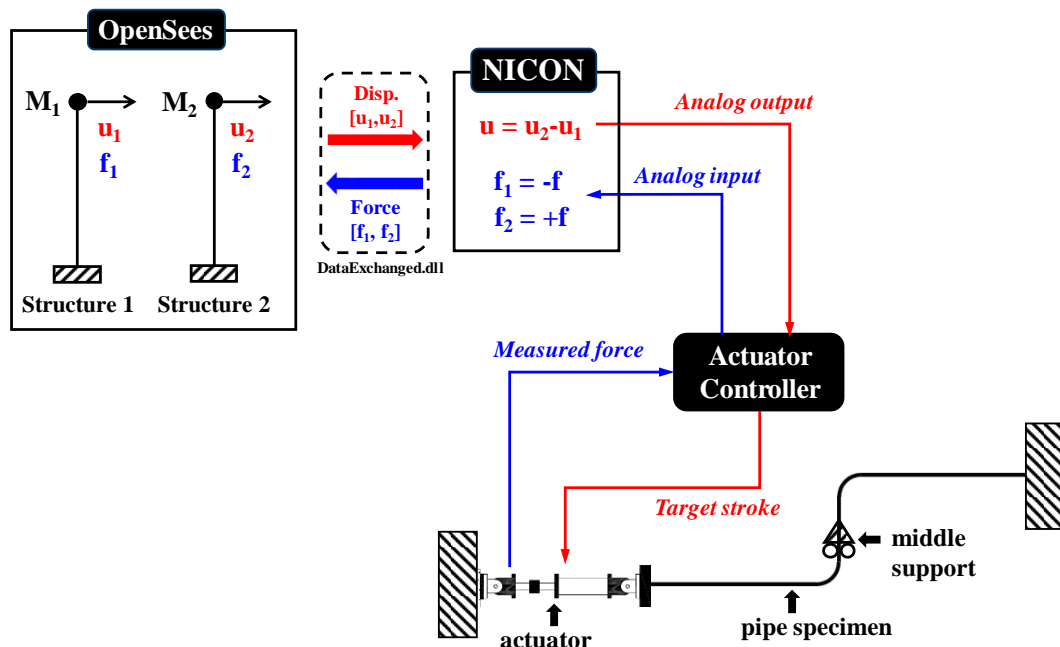 OpenSees
M₁
u₁
f₁
M₂
u₂
f₂
Structure 1
Structure 2
Disp.
[u₁,u₂]
Force
[f₁, f₂]
DataExchanged.dll
NICON
u = u₂-u₁
f₁ = -f
f₂ = +f
Analog output
Analog input
Measured force
Actuator
Controller
Target stroke
middle
support
actuator
pipe specimen